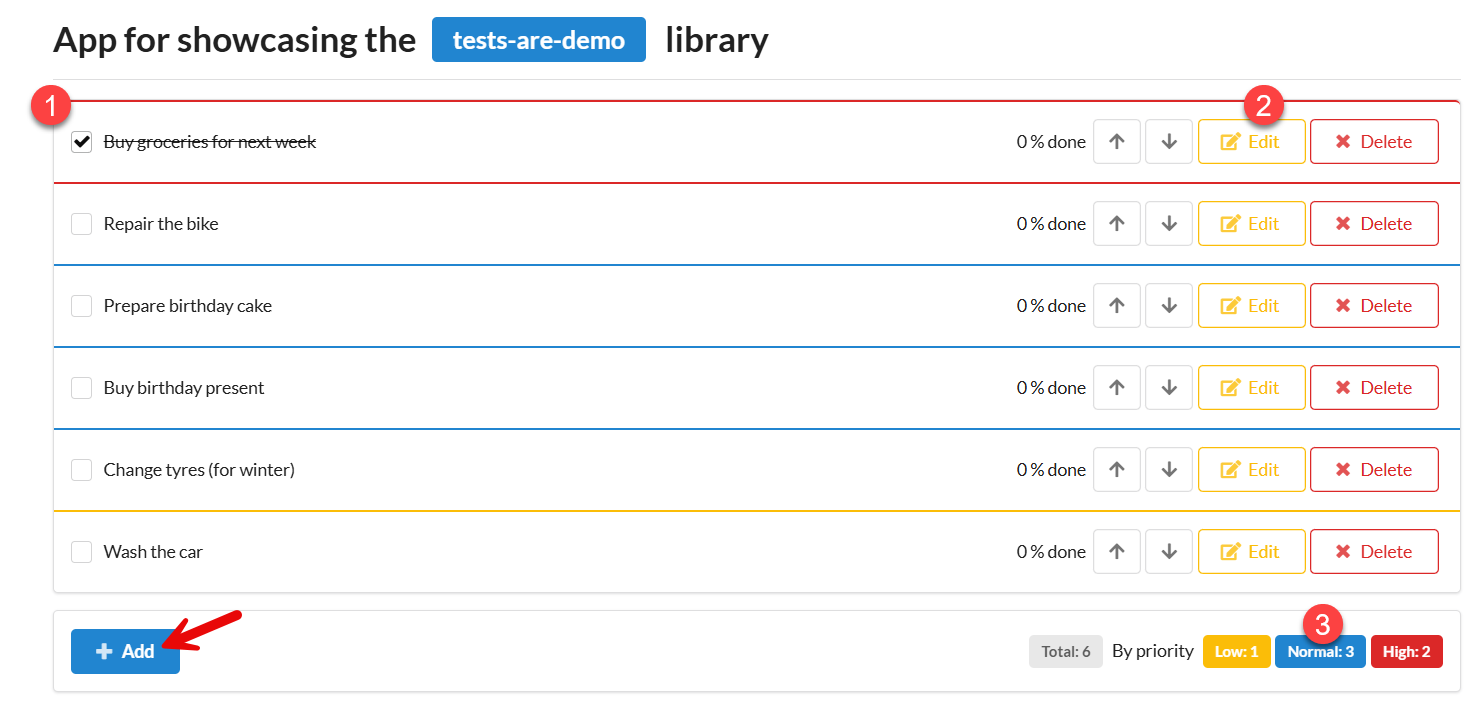 App for showcasing the tests-are-demo library
1 2
Buy groceries for next week 0 % done Edit Delete
Repair the bike 0 % done Edit Delete
Prepare birthday cake 0 % done Edit Delete
Buy birthday present 0 % done Edit Delete
Change tyres (for winter) 0 % done Edit Delete
Wash the car 0 % done Edit Delete
3
Add Total: 6 By priority Low: 1 Normal: 3 High: 2